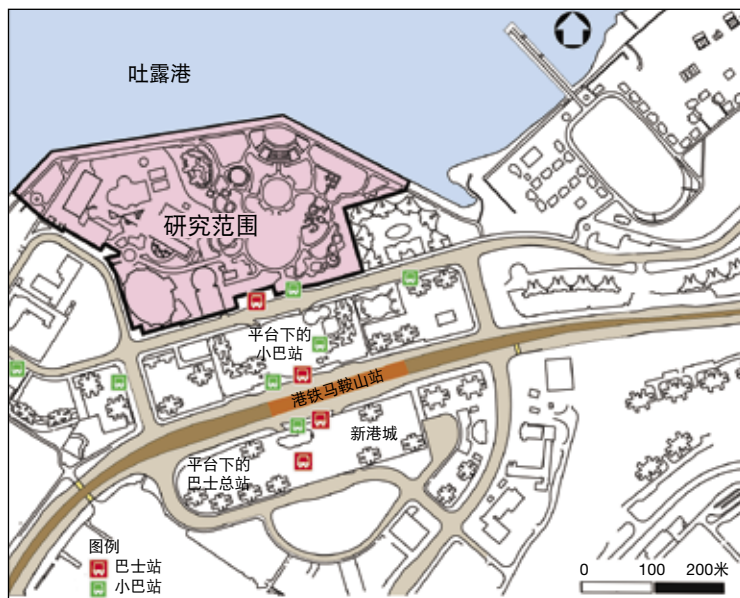 吐露港
研究范围
平台下的
小巴站
港铁马鞍山站
新港城
平台下的
巴士总站
图例
巴士站
小巴站
0 100 200米